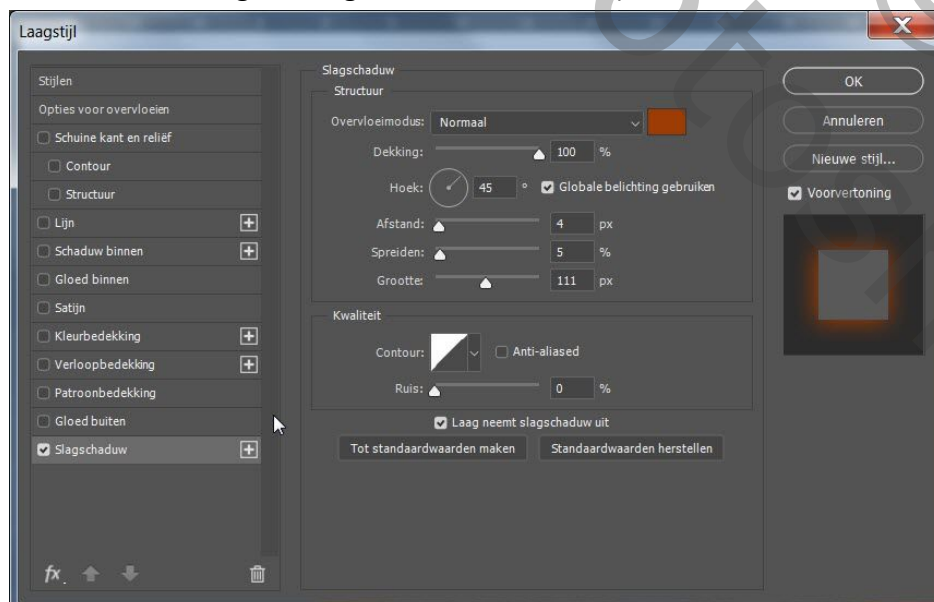 Laagstijl
Stijlen
Opties voor overvloeien
Schuine kant en reliëf
Contour
Structuur
Lijn
Schaduw binnen
Gloed binnen
Satijn
Kleurbedekking
Verloopbedekking
Patroonbedekking
Gloed buiten
Slagschaduw
fx
Slagschaduw
Structuur
Overvloeimodus: Normaal
Dekking: 100 %
Hoek: 45 ° Globale belichting gebruiken
Afstand: 4 px
Spreiden: 5 %
Grootte: 111 px
Kwaliteit
Contour: Anti-aliased
Ruis: 0 %
Laag neemt slagschaduw uit
Tot standaardwaarden maken Standaardwaarden herstellen
OK
Annuleren
Nieuwe stijl...
Voorvertoning